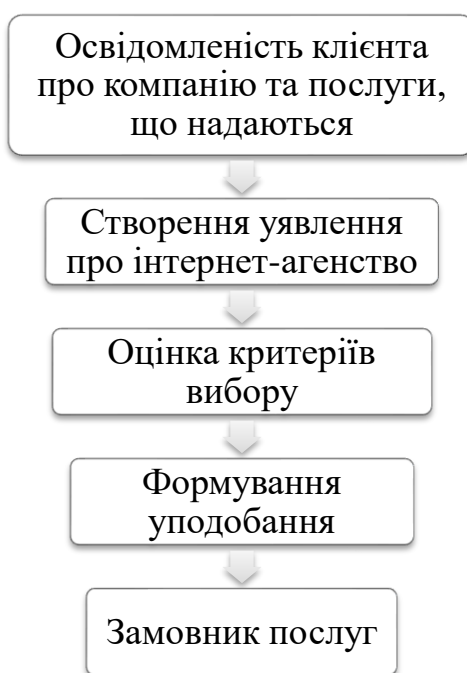 Освідомленість клієнта
про компанію та послуги,
що надаються
Створення уявлення
про інтернет-агенство
Оцінка критеріїв
вибору
Формування
уподобання
Замовник послуг